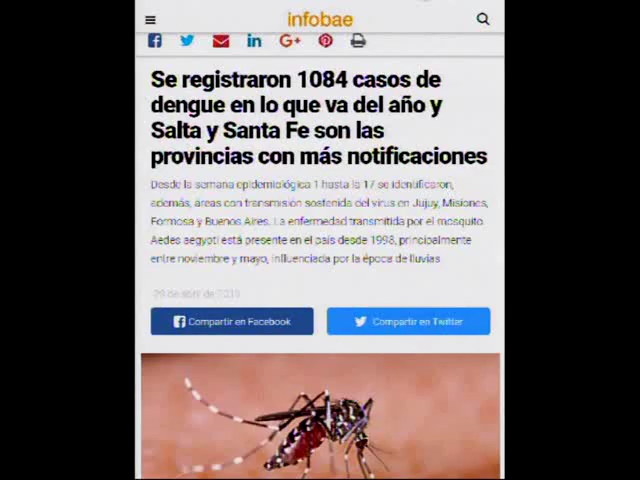 infobae
Se registraron 1084 casos de
dengue en lo que va del año y
Salta y Santa Fe son las
provincias con más notificaciones
Desde la semana epidemiológica 1 hasta la 17 se identificaron,
además, áreas con transmisión sostenida del virus en Jujuy, Misiones,
Formosa y Buenos Aires. La enfermedad transmitida por el mosquito
Aedes aegypti está presente en el país desde 1998, principalmente
entre noviembre y mayo, influenciada por la época de lluvias
de abril de
Compartir en Facebook
Compartir en Twitter